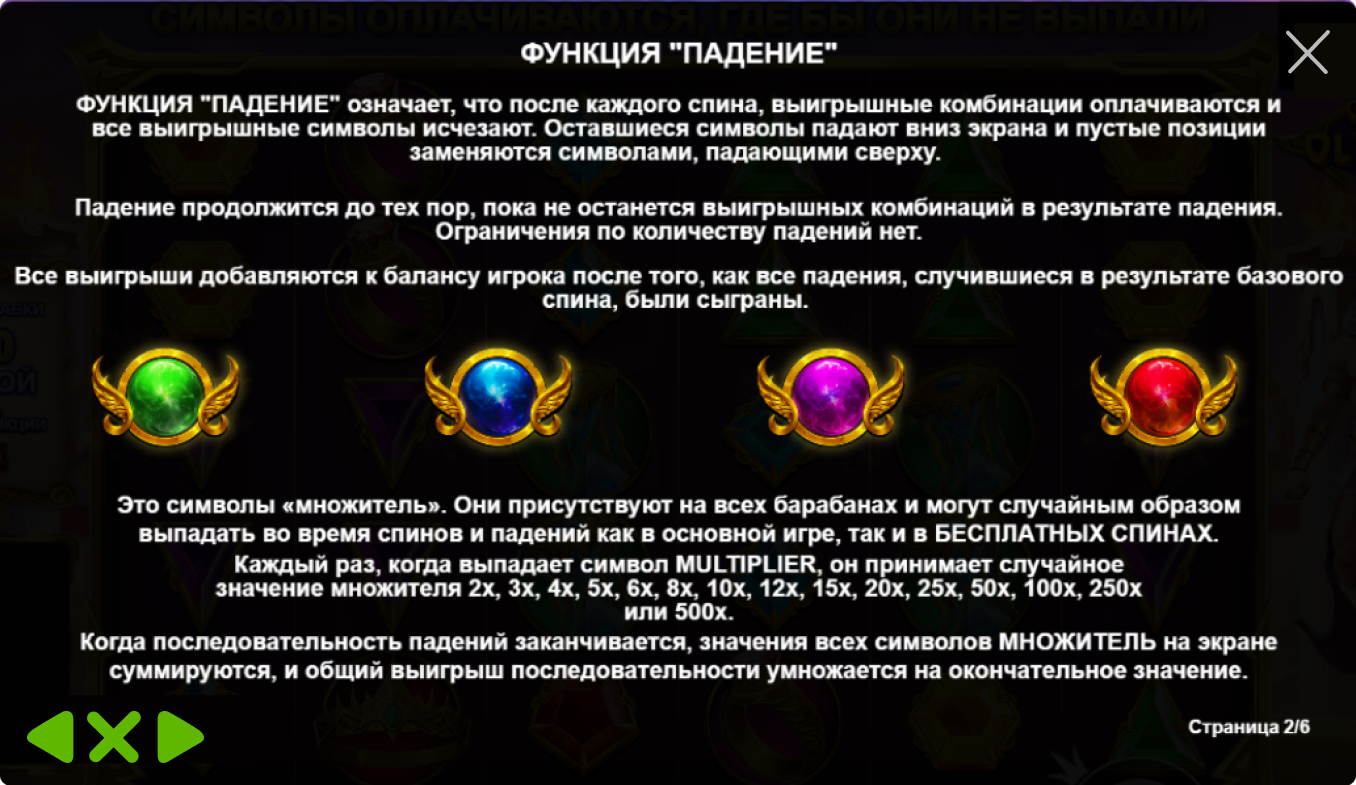 СИМВОЛЫ ОПЛАЧИВАЮТСЯ, ГДЕ БЫ ОНИ НЕ ВЫПАЛИ
ФУНКЦИЯ "ПАДЕНИЕ"
ФУНКЦИЯ "ПАДЕНИЕ" означает, что после каждого спина, выигрышные комбинации оплачиваются и
все выигрышные символы исчезают. Оставшиеся символы падают вниз экрана и пустые позиции
заменяются символами, падающими сверху.
Падение продолжится до тех пор, пока не останется выигрышных комбинаций в результате падения.
Ограничения по количеству падений нет.
Все выигрыши добавляются к балансу игрока после того, как все падения, случившиеся в результате базового
спина, были сыграны.
Это символы «множитель». Они присутствуют на всех барабанах и могут случайным образом
выпадать во время спинов и падений как в основной игре, так и в БЕСПЛАТНЫХ СПИНАХ.
Каждый раз, когда выпадает символ MULTIPLIER, он принимает случайное
значение множителя 2x, 3x, 4x, 5x, 6x, 8x, 10x, 12x, 15x, 20x, 25x, 50x, 100x, 250x
или 500x.
Когда последовательность падений заканчивается, значения всех символов МНОЖИТЕЛЬ на экране
суммируются, и общий выигрыш последовательности умножается на окончательное значение.
Страница 2/6